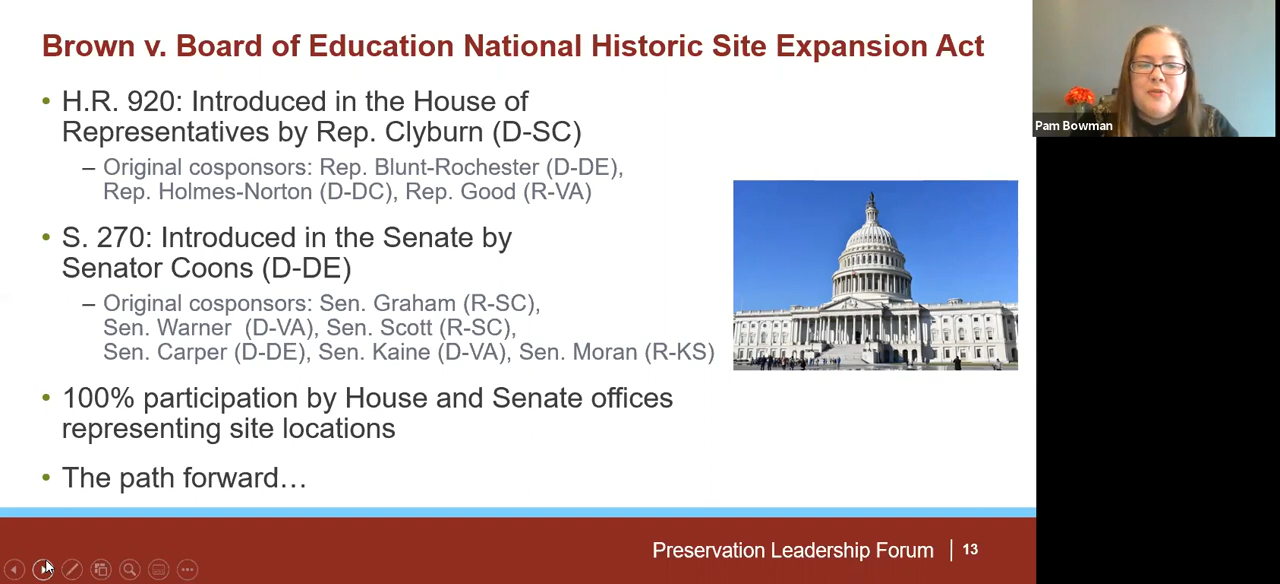 Brown v. Board of Education National Historic Site Expansion Act
• H.R. 920: Introduced in the House of
Representatives by Rep. Clyburn (D-SC)
– Original cosponsors: Rep. Blunt-Rochester (D-DE),
Rep. Holmes-Norton (D-DC), Rep. Good (R-VA)
• S. 270: Introduced in the Senate by
Senator Coons (D-DE)
– Original cosponsors: Sen. Graham (R-SC),
Sen. Warner (D-VA), Sen. Scott (R-SC),
Sen. Carper (D-DE), Sen. Kaine (D-VA), Sen. Moran (R-KS)
• 100% participation by House and Senate offices
representing site locations
• The path forward…
Preservation Leadership Forum | 13
Pam Bowman